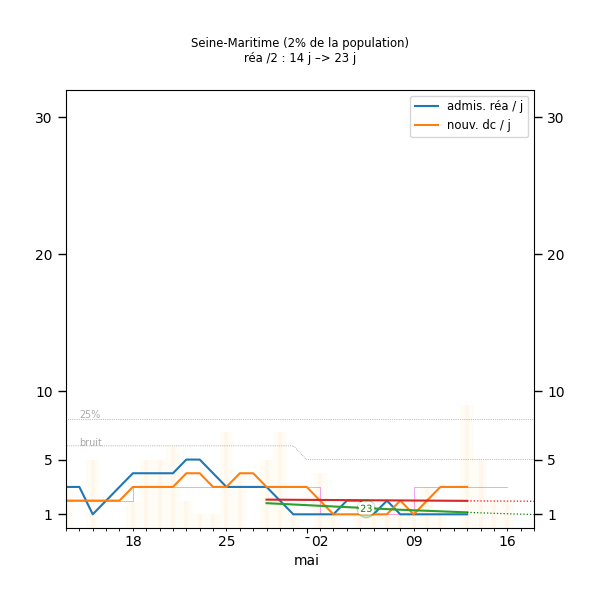 Seine-Maritime (2% de la population)
réa /2 : 14 j –> 23 j
admis. réa / j
nouv. dc / j
30 30
20 20
10 10
25%
bruit
5 5
23
1 1
18 25 02 09 16
mai